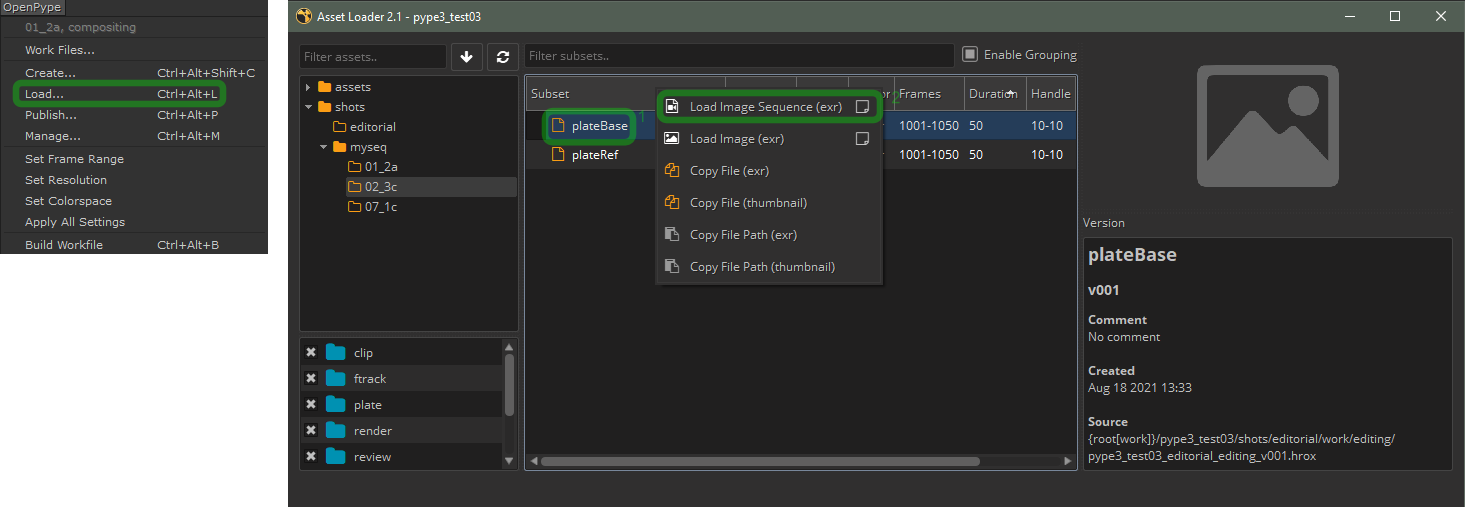 OpenPype
01_2a, compositing
Work Files...
Create... Ctrl+Alt+Shift+C
Load... Ctrl+Alt+L
Publish... Ctrl+Alt+P
Manage... Ctrl+Alt+M
Set Frame Range
Set Resolution
Set Colorspace
Apply All Settings
Build Workfile Ctrl+Alt+B
Asset Loader 2.1 - pype3_test03
Filter assets..
Filter subsets..
Enable Grouping
assets
shots
editorial
myseq
01_2a
02_3c
07_1c
clip
ftrack
plate
render
review
Subset Frames Duration Handle
plateBase 1 1001-1050 50 10-10
plateRef 1001-1050 50 10-10
Load Image Sequence (exr) 2
Load Image (exr)
Copy File (exr)
Copy File (thumbnail)
Copy File Path (exr)
Copy File Path (thumbnail)
Version
plateBase
v001
Comment
No comment
Created
Aug 18 2021 13:33
Source
{root[work]}/pype3_test03/shots/editorial/work/editing/
pype3_test03_editorial_editing_v001.hrox